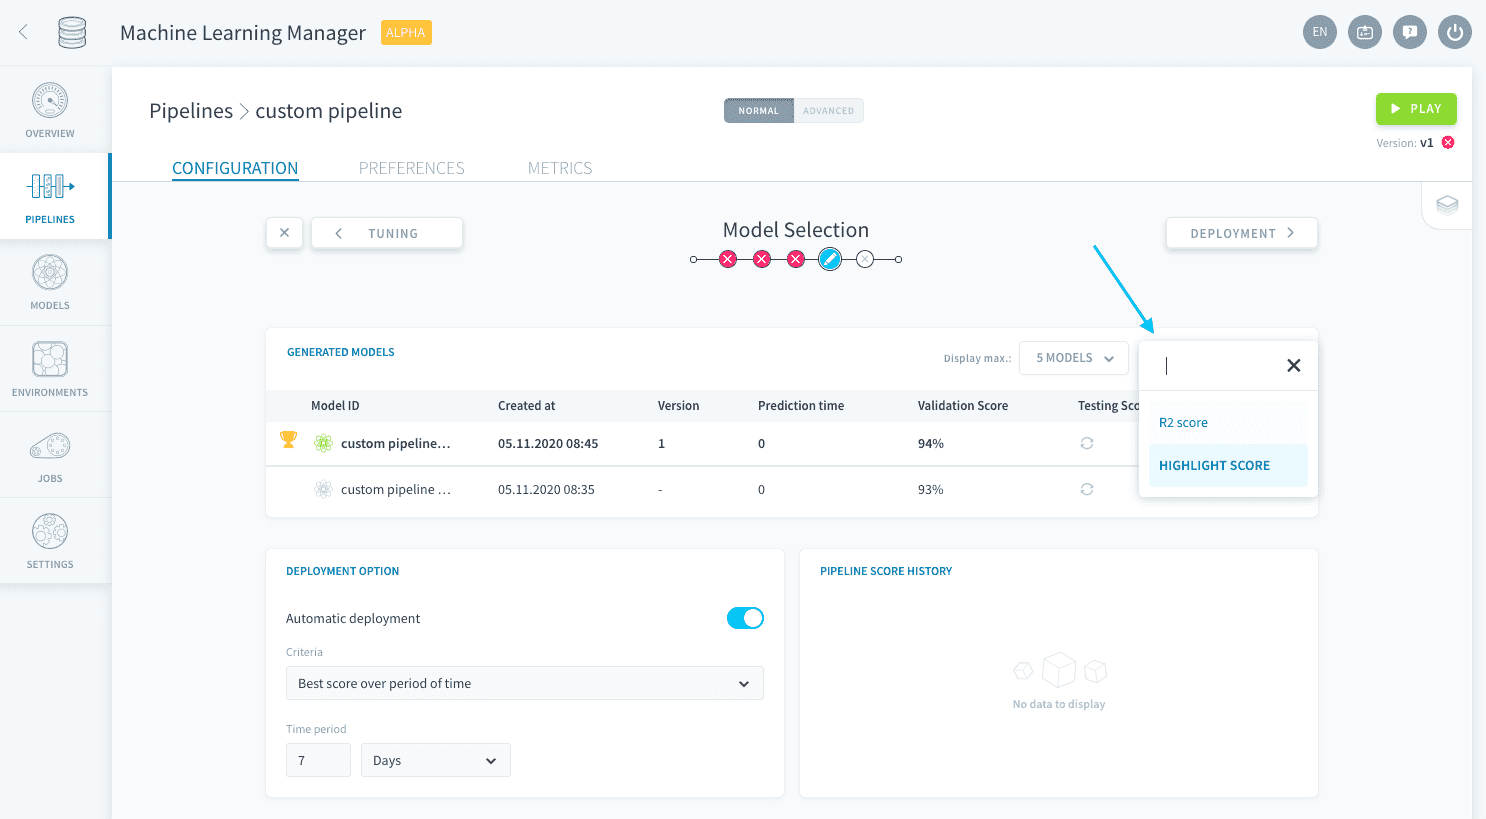 Machine Learning Manager
ALPHA
EN
OVERVIEW
PIPELINES
MODELS
ENVIRONMENTS
JOBS
SETTINGS
Pipelines > custom pipeline
NORMAL ADVANCED
PLAY
Version: v1
CONFIGURATION PREFERENCES METRICS
TUNING
Model Selection
DEPLOYMENT
GENERATED MODELS
Display max.: 5 MODELS
Model ID Created at Version Prediction time Validation Score Testing Sco
custom pipeline... 05.11.2020 08:45 1 0 94%
custom pipeline ... 05.11.2020 08:35 - 0 93%
R2 score
HIGHLIGHT SCORE
DEPLOYMENT OPTION
Automatic deployment
Criteria
Best score over period of time
Time period
7 Days
PIPELINE SCORE HISTORY
No data to display